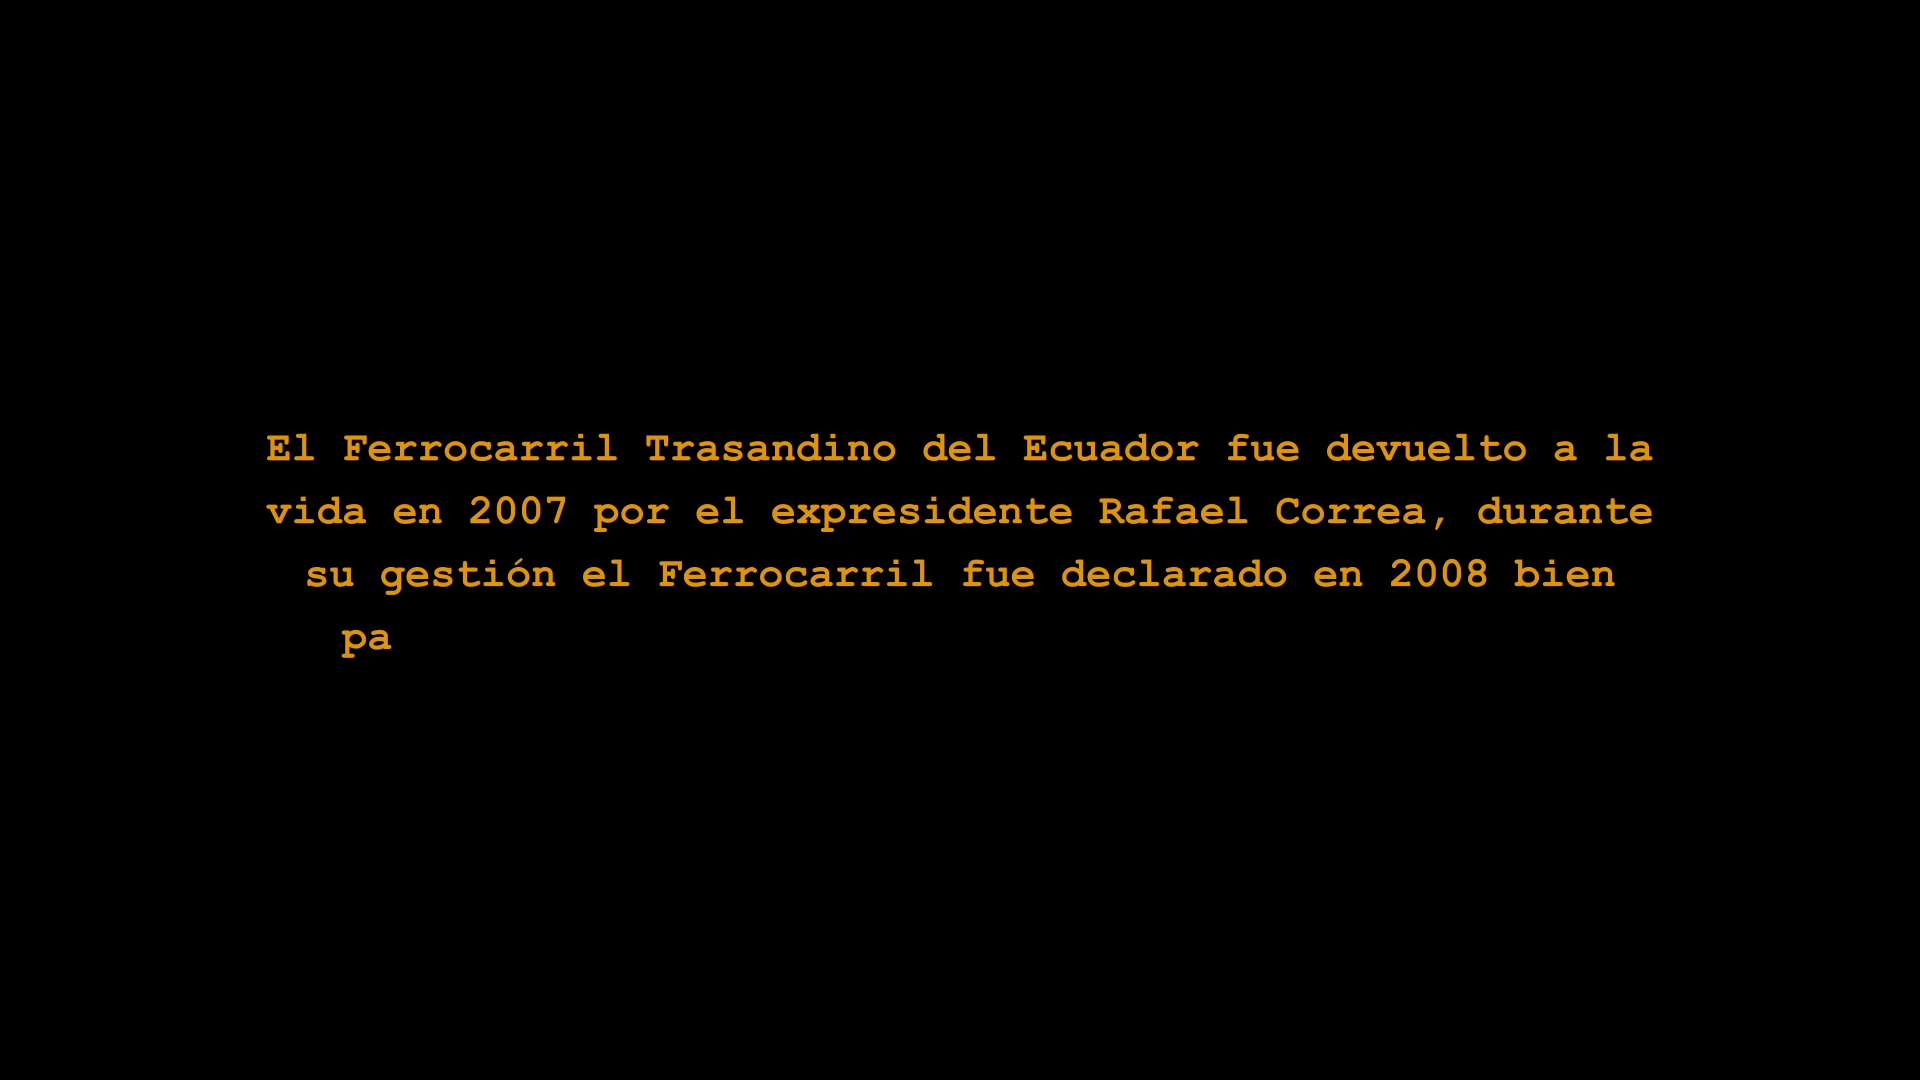 El Ferrocarril Trasandino del Ecuador fue devuelto a la
vida en 2007 por el expresidente Rafael Correa, durante
su gestión el Ferrocarril fue declarado en 2008 bien
pa